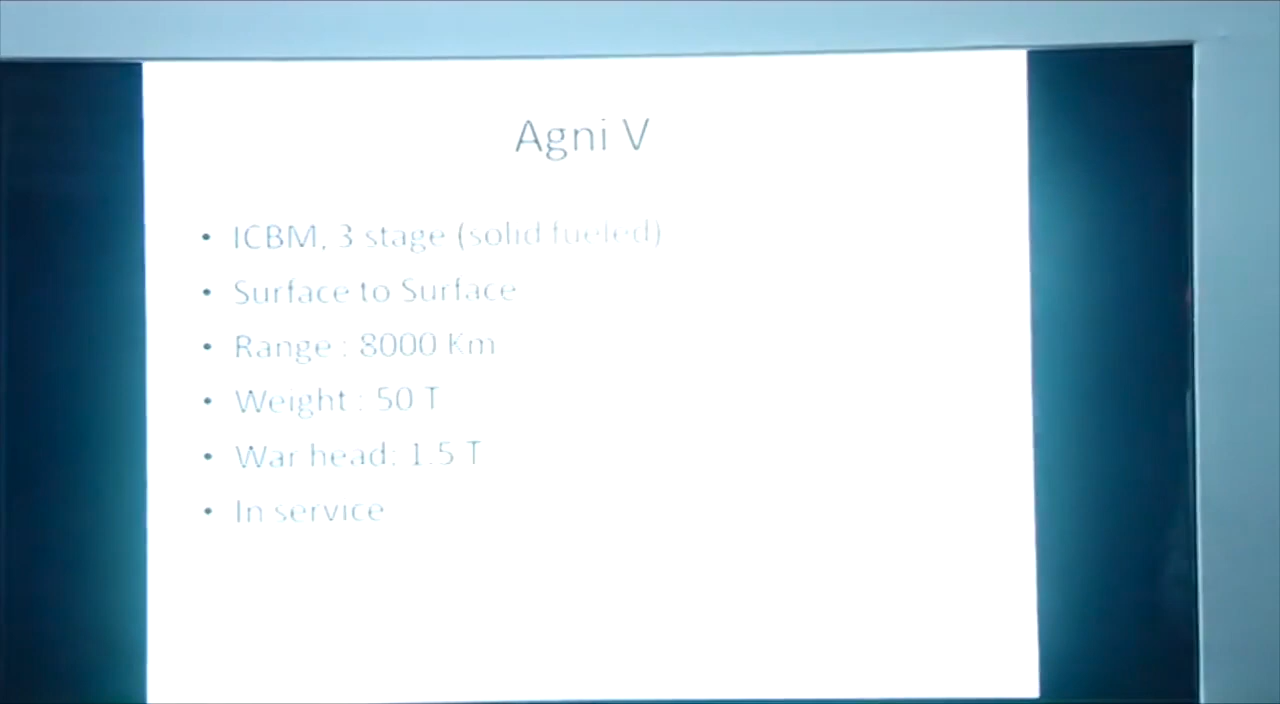 Agni V
• ICBM, 3 stage (solid fueled)
• Surface to Surface
• Range : 8000 Km
• Weight : 50 T
• War head: 1.5 T
• In service